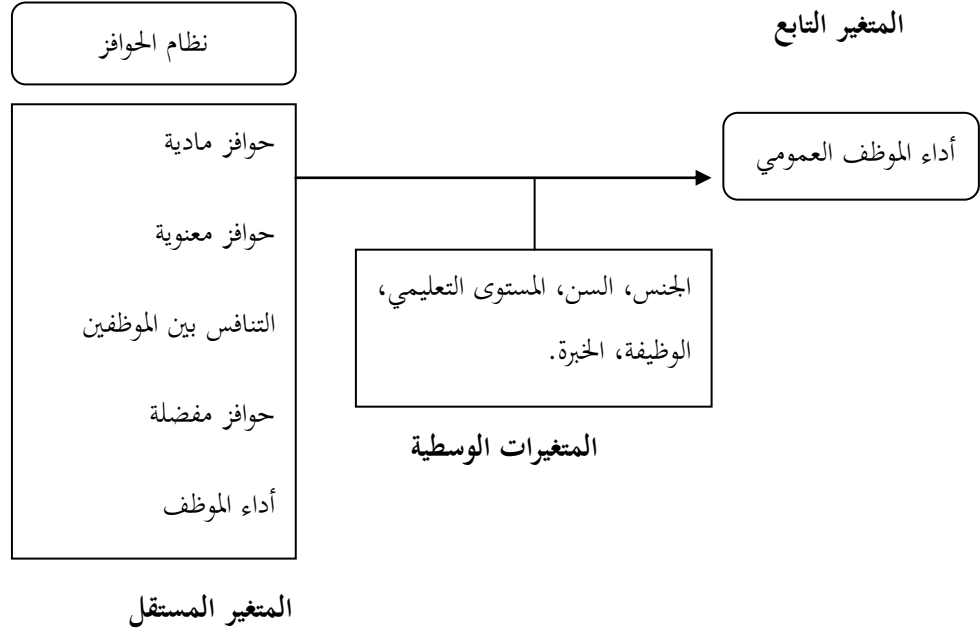 المتغير التابع
نظام الحوافز
أداء الموظف العمومي
حوافز مادية
حوافز معنوية
التنافس بين الموظفين
حوافز مفضلة
أداء الموظف
الجنس، السن، المستوى التعليمي،
الوظيفة، الخبرة.
المتغيرات الوسطية
المتغير المستقل